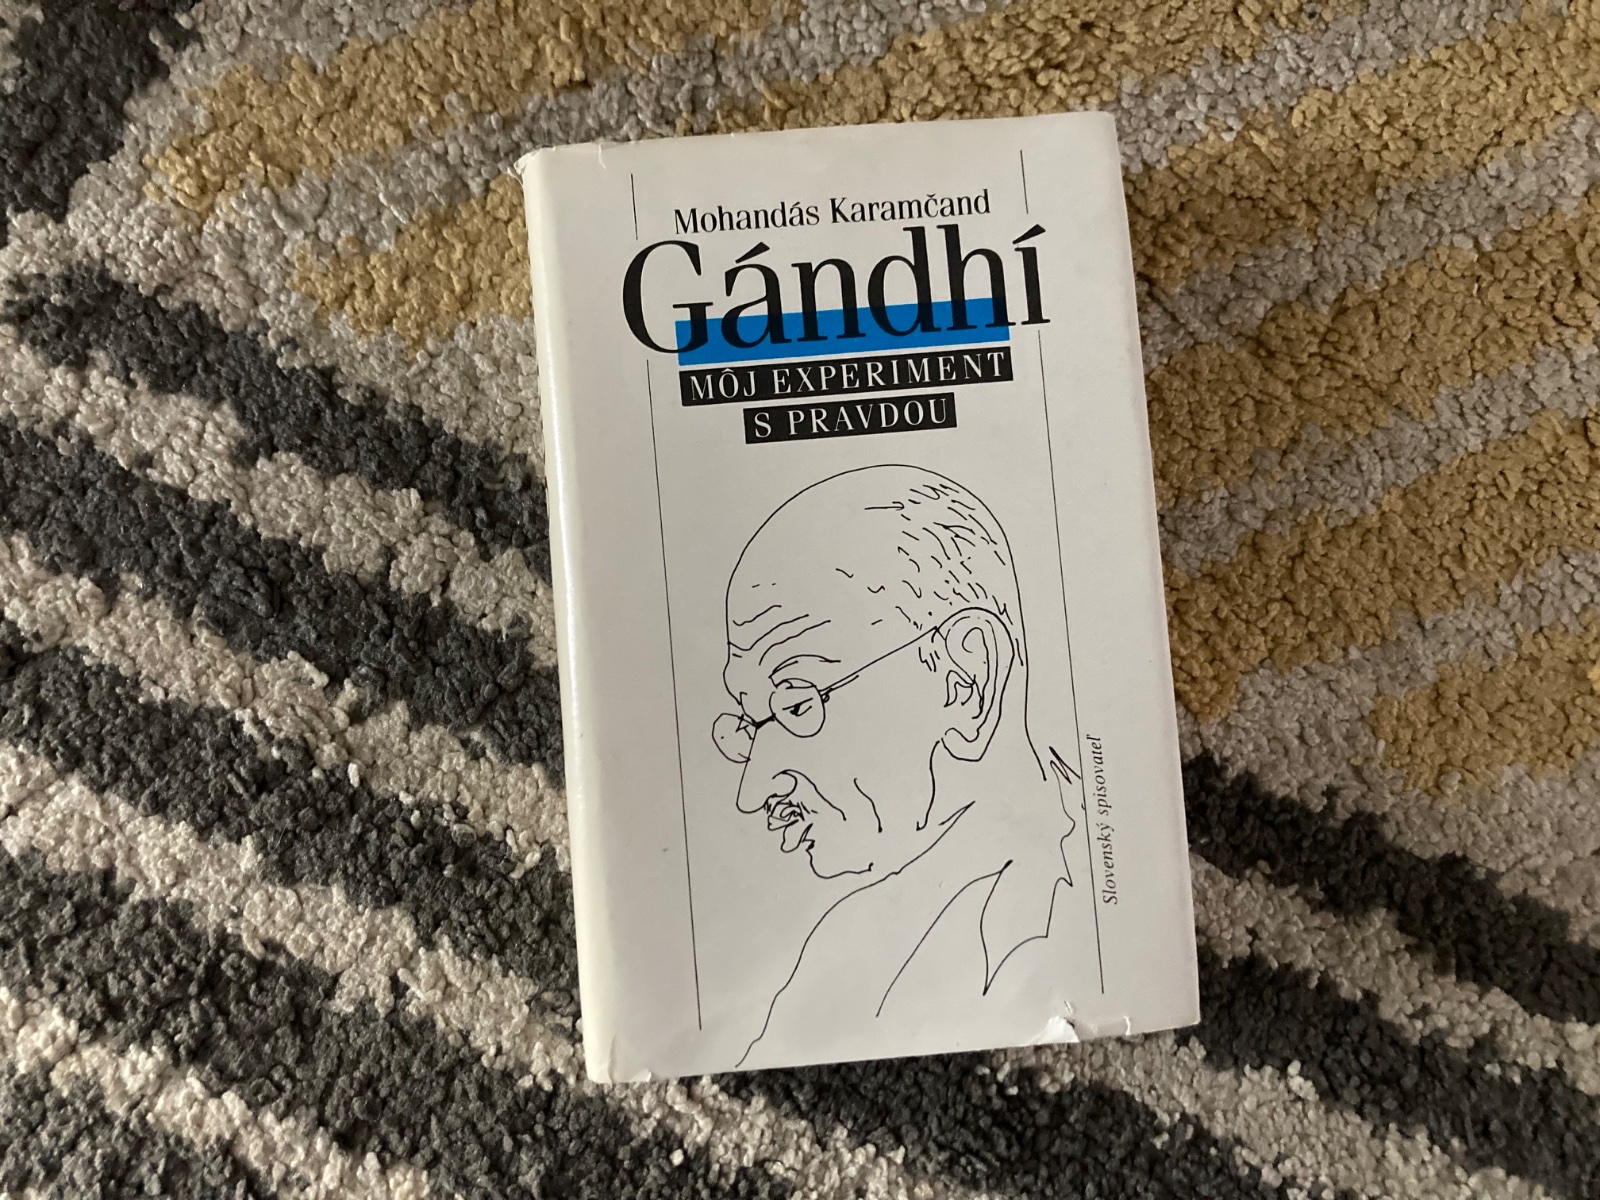 Mohandás Karamčand
Gándhí
MÔJ EXPERIMENT
S PRAVDOU
Slovenský spisovateľ